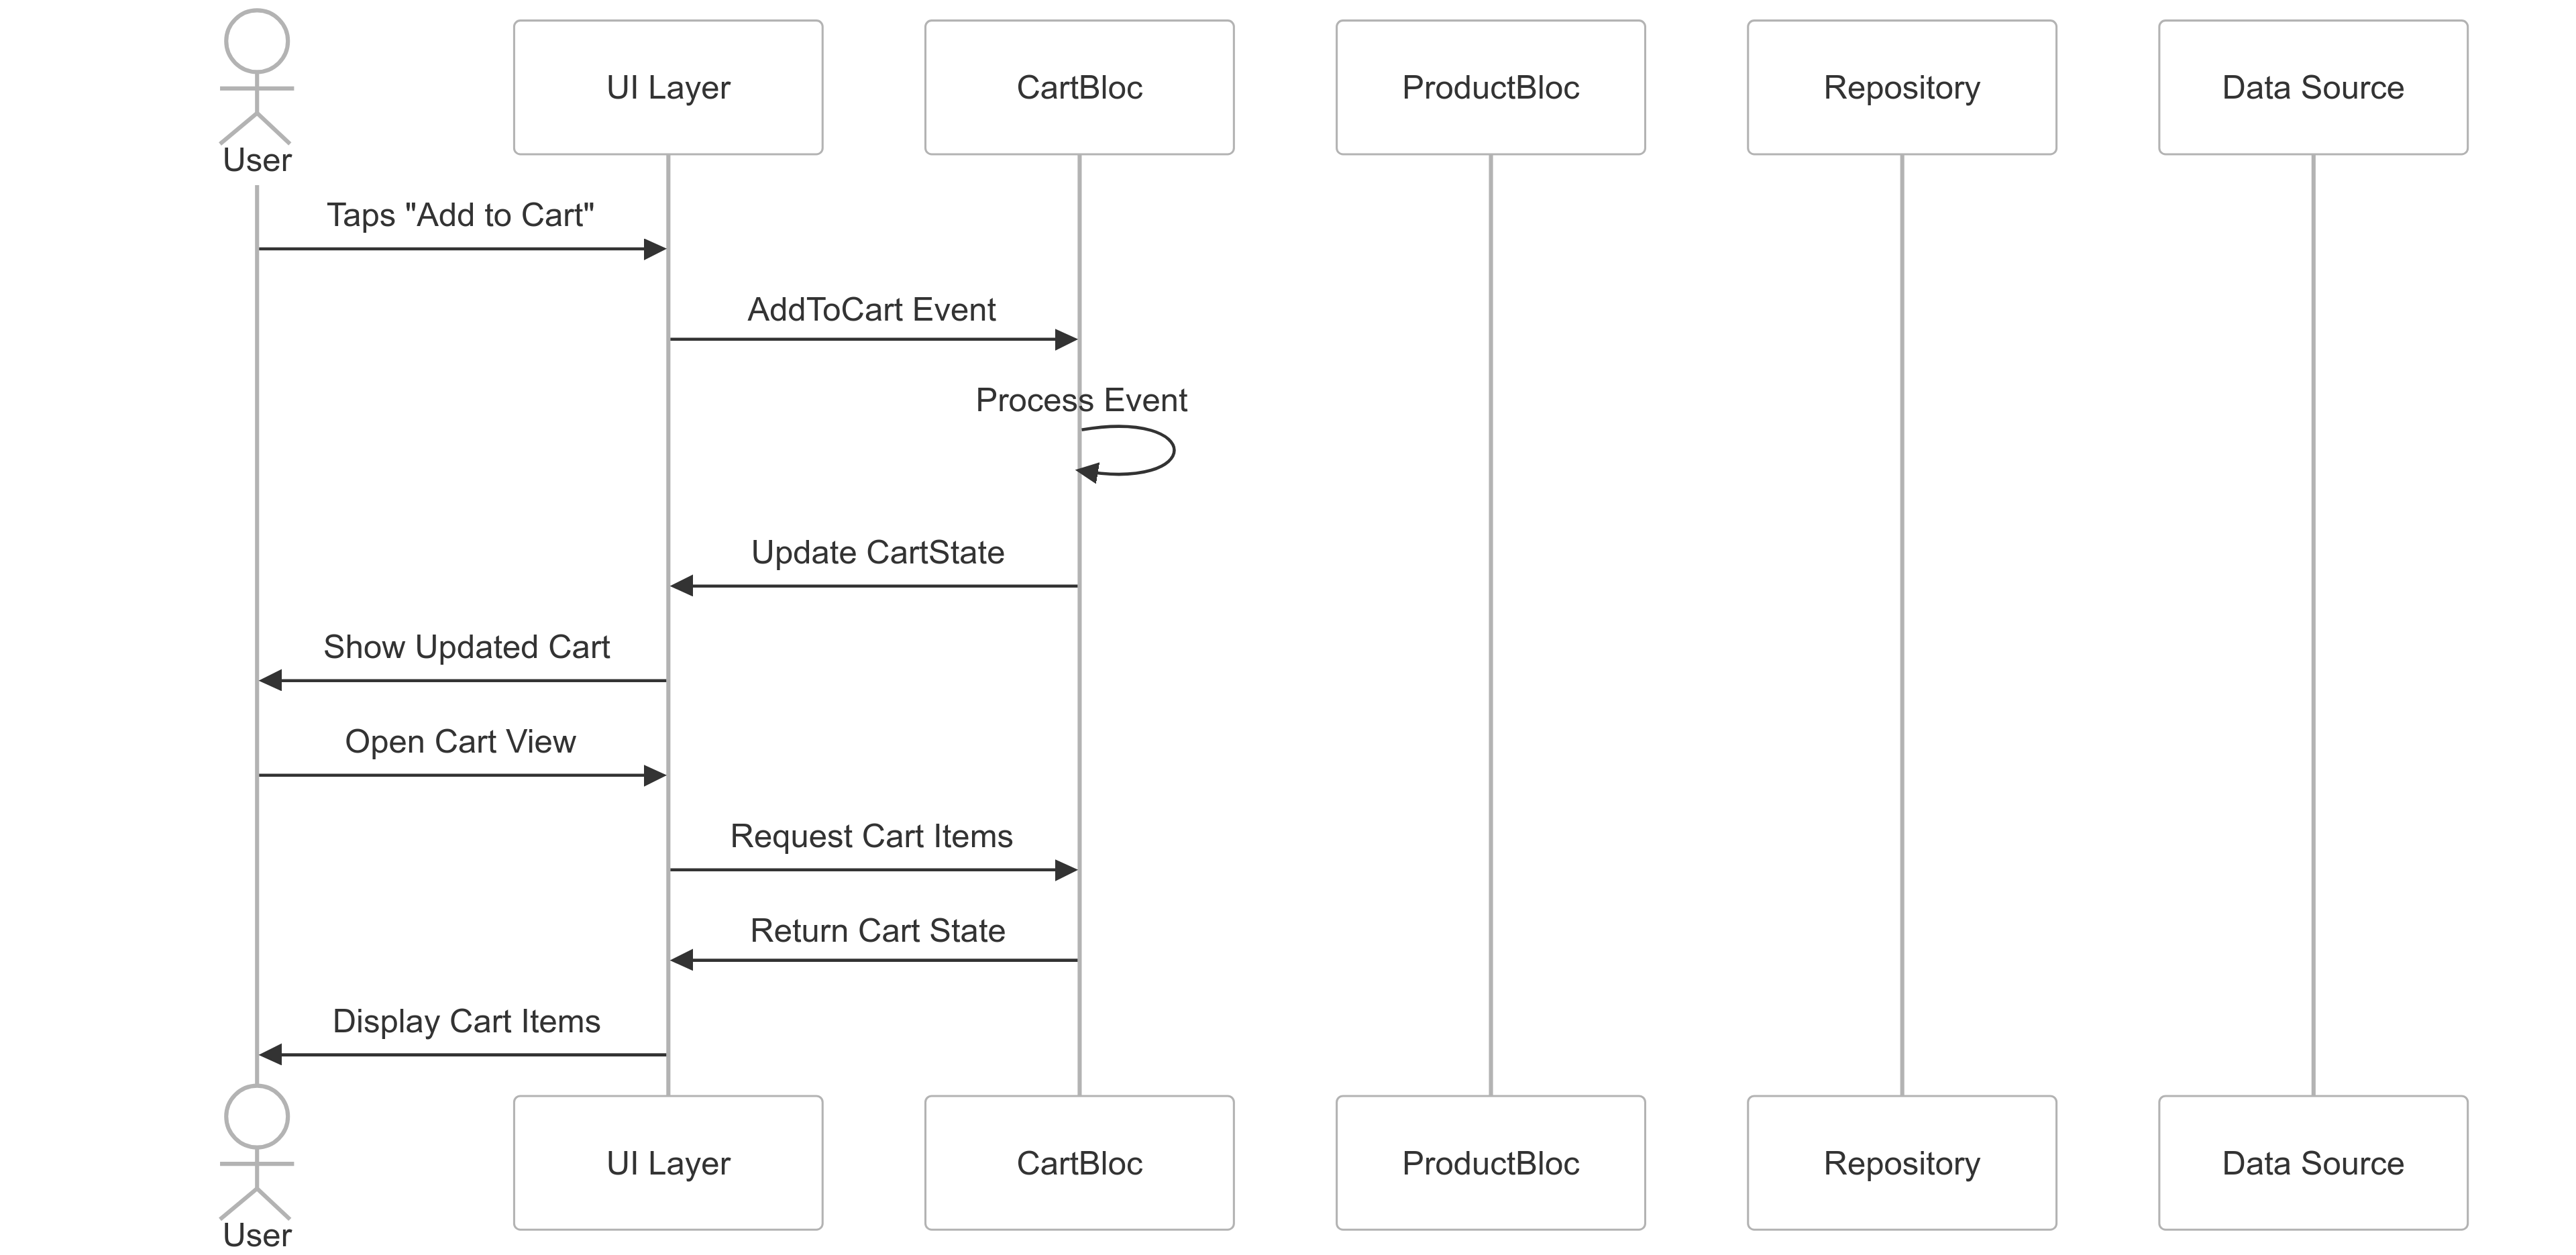 User
UI Layer
CartBloc
ProductBloc
Repository
Data Source
Taps "Add to Cart"
AddToCart Event
Process Event
Update CartState
Show Updated Cart
Open Cart View
Request Cart Items
Return Cart State
Display Cart Items
User
UI Layer
CartBloc
ProductBloc
Repository
Data Source